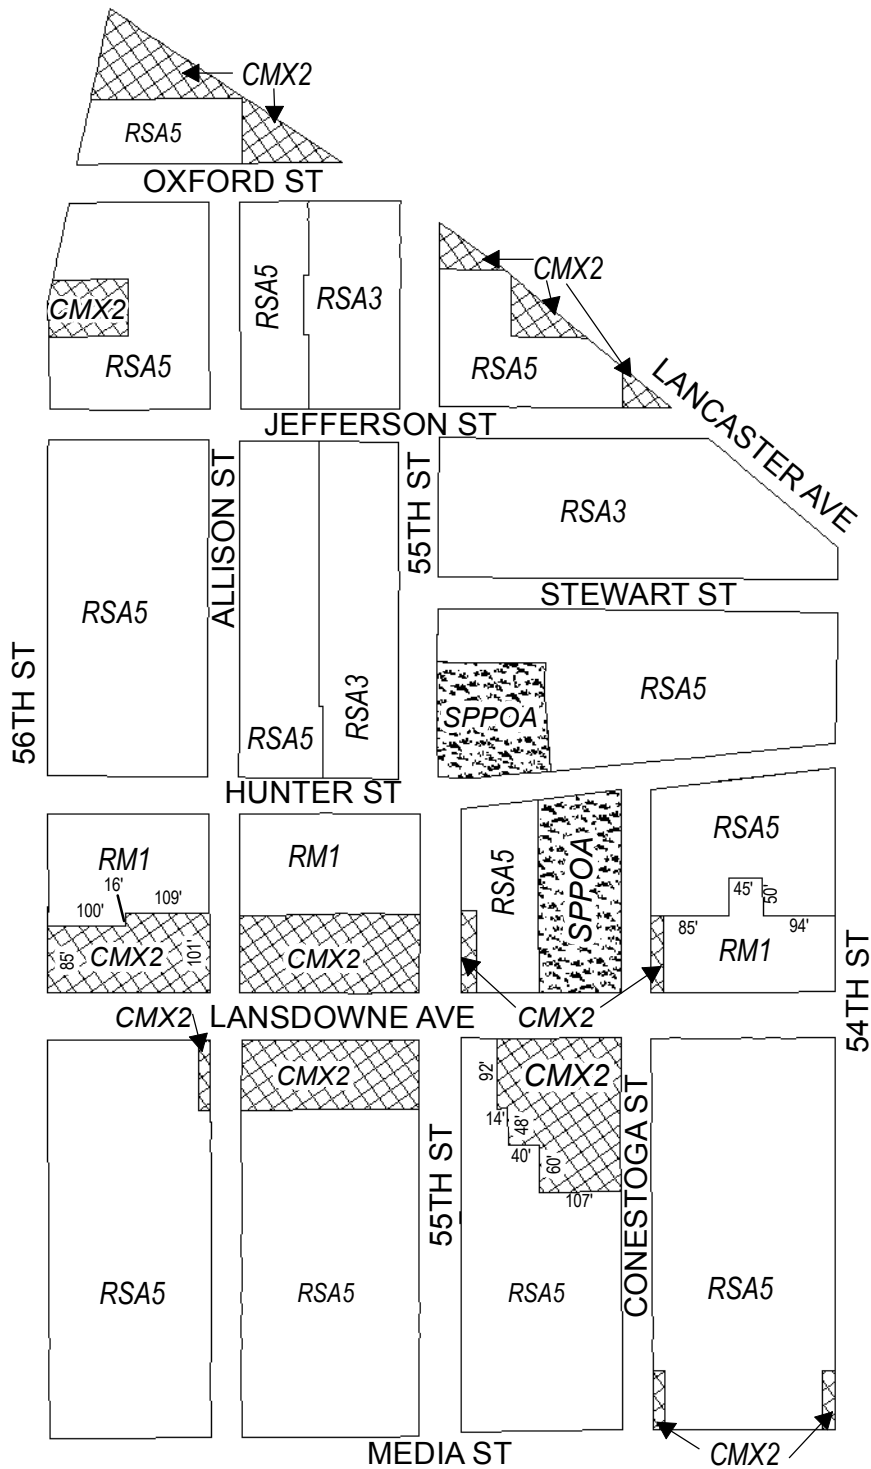 CMX2
RSA5
OXFORD ST
CMX2
RSA5
RSA5
RSA3
CMX2
RSA5
LANCASTER AVE
JEFFERSON ST
ALLISON ST
55TH ST
RSA3
STEWART ST
RSA5
56TH ST
RSA5
RSA3
SPPOA
RSA5
HUNTER ST
RM1
16'
100'
109'
85'
CMX2
101'
RM1
CMX2
RSA5
SPPOA
RSA5
45'
50'
85'
94'
RM1
54TH ST
CMX2
LANSDOWNE AVE
CMX2
CMX2
92'
CMX2
14'
48'
40'
60'
107'
55TH ST
CONESTOGA ST
RSA5
RSA5
RSA5
RSA5
MEDIA ST
CMX2